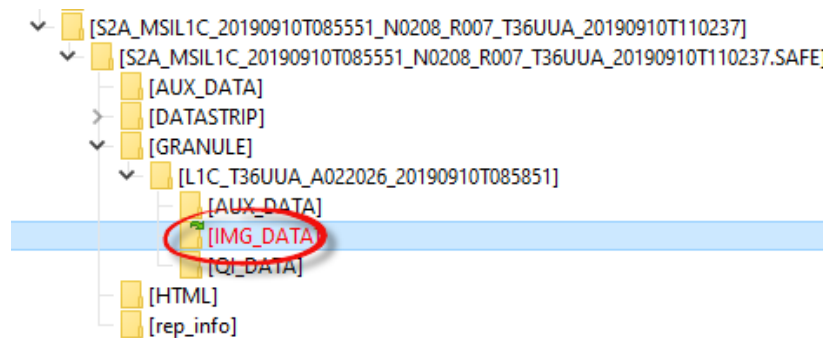 [S2A_MSIL1C_20190910T085551_N0208_R007_T36UUA_20190910T110237]
[S2A_MSIL1C_20190910T085551_N0208_R007_T36UUA_20190910T110237.SAFE]
[AUX_DATA]
[DATASTRIP]
[GRANULE]
[L1C_T36UUA_A022026_20190910T085851]
[AUX_DATA]
[IMG_DATA]
[QI_DATA]
[HTML]
[rep_info]